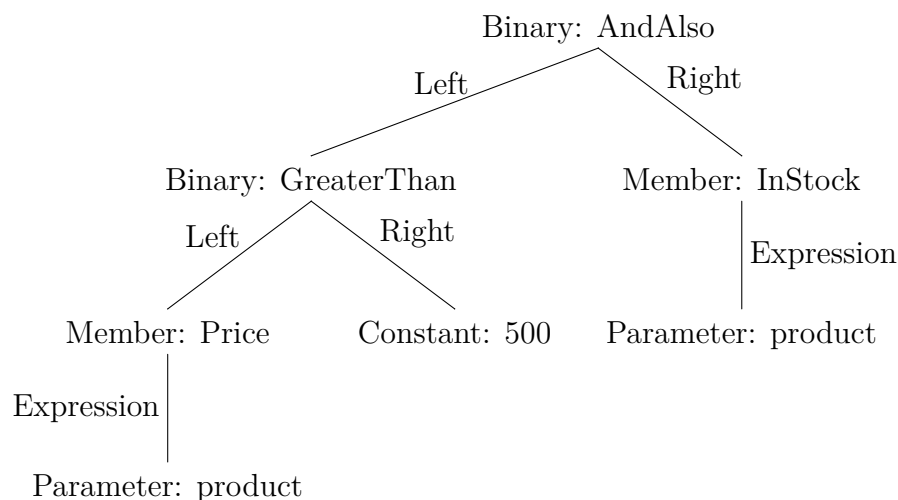 Binary: AndAlso
Left
Right
Binary: GreaterThan
Member: InStock
Left
Right
Expression
Member: Price
Constant: 500
Parameter: product
Expression
Parameter: product